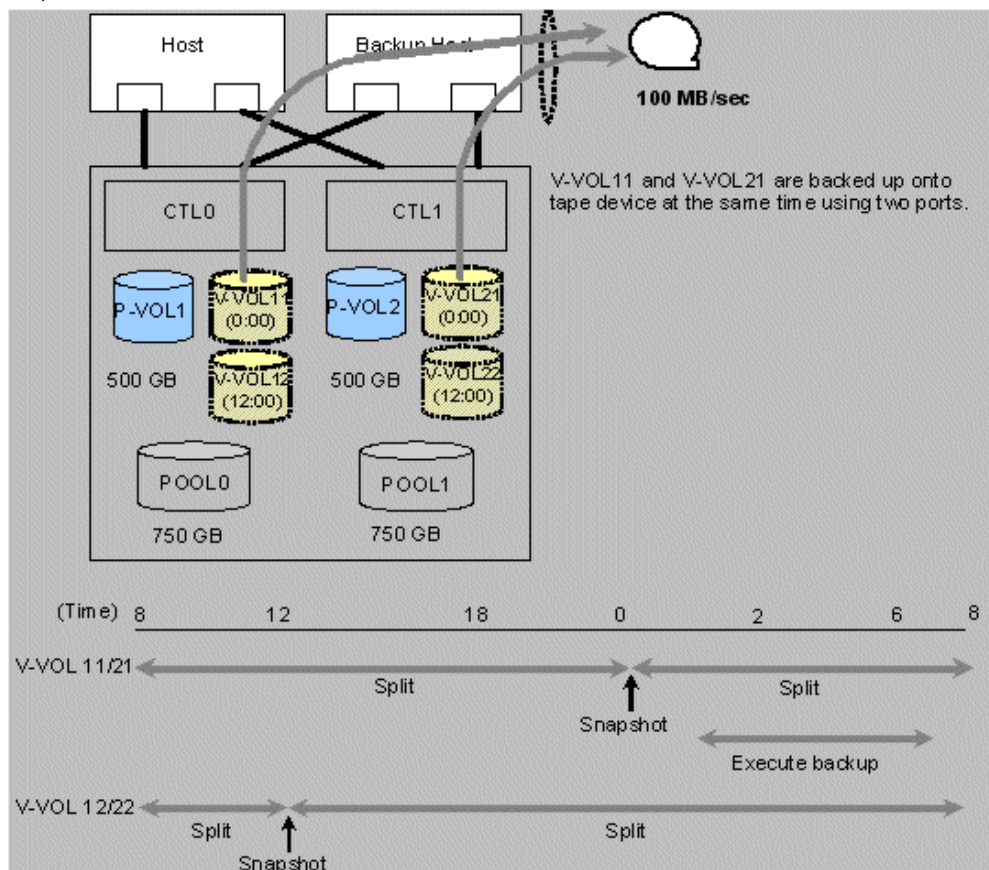 Host
Backup Host
100 MB/sec
V-VOL11 and V-VOL21 are backed up onto
tape device at the same time using two ports.
CTL0
CTL1
P-VOL1
V-VOL11
(0:00)
P-VOL2
V-VOL21
(0:00)
500 GB
V-VOL12
(12:00)
500 GB
V-VOL22
(12:00)
POOL0
POOL1
750 GB
750 GB
(Time) 8 12 18 0 2 6 8
V-VOL 11/21
Split
Split
Snapshot
Execute backup
V-VOL 12/22
Split
Split
Snapshot